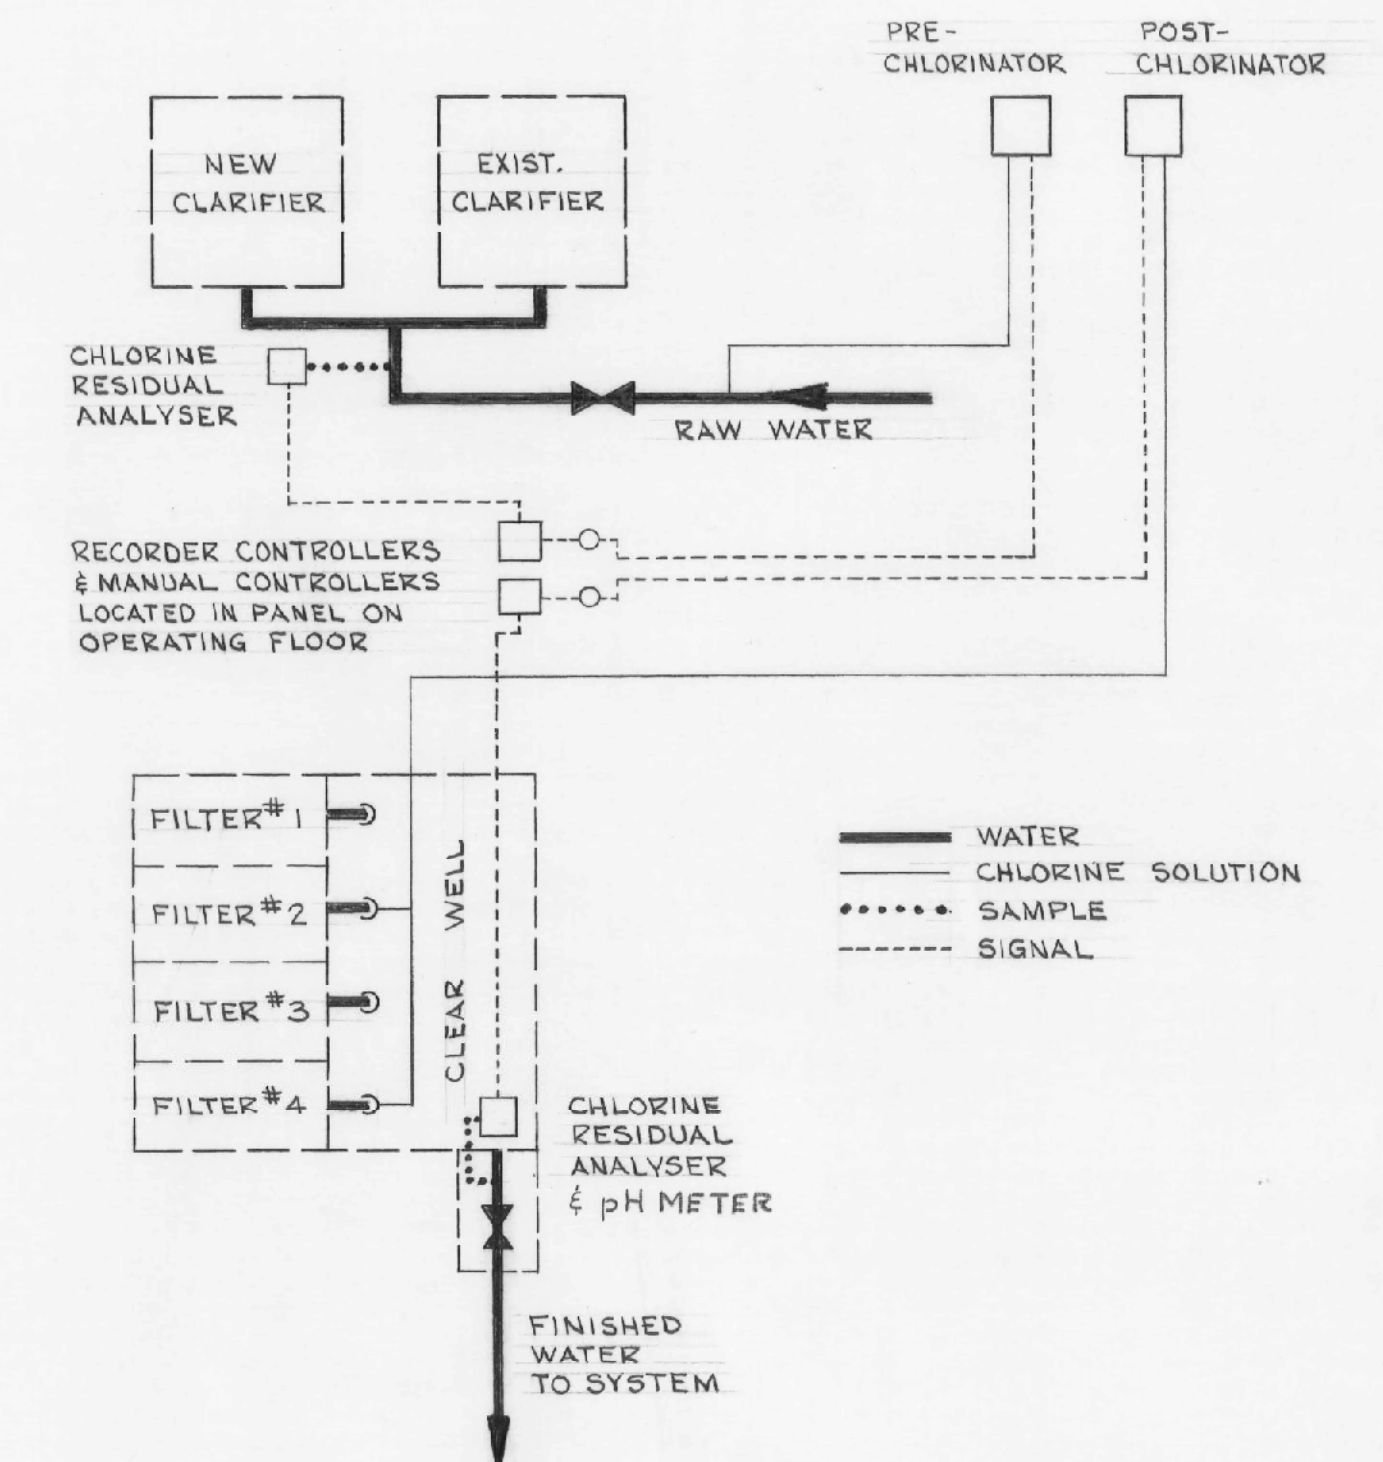 PRE-
CHLORINATOR
POST-
CHLORINATOR
NEW
CLARIFIER
EXIST.
CLARIFIER
CHLORINE
RESIDUAL
ANALYSER
RAW WATER
RECORDER CONTROLLERS
& MANUAL CONTROLLERS
LOCATED IN PANEL ON
OPERATING FLOOR
FILTER #1
FILTER #2
FILTER #3
FILTER #4
CLEAR WELL
WATER
CHLORINE SOLUTION
SAMPLE
SIGNAL
CHLORINE
RESIDUAL
ANALYSER
& pH METER
FINISHED
WATER
TO SYSTEM